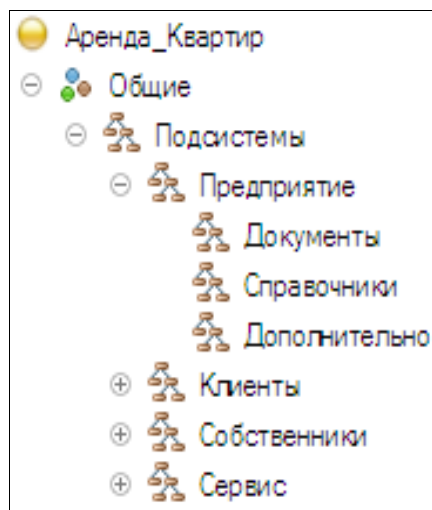 Аренда_Квартир
Общие
Подсистемы
Предприятие
Документы
Справочники
Дополнительно
Клиенты
Собственники
Сервис